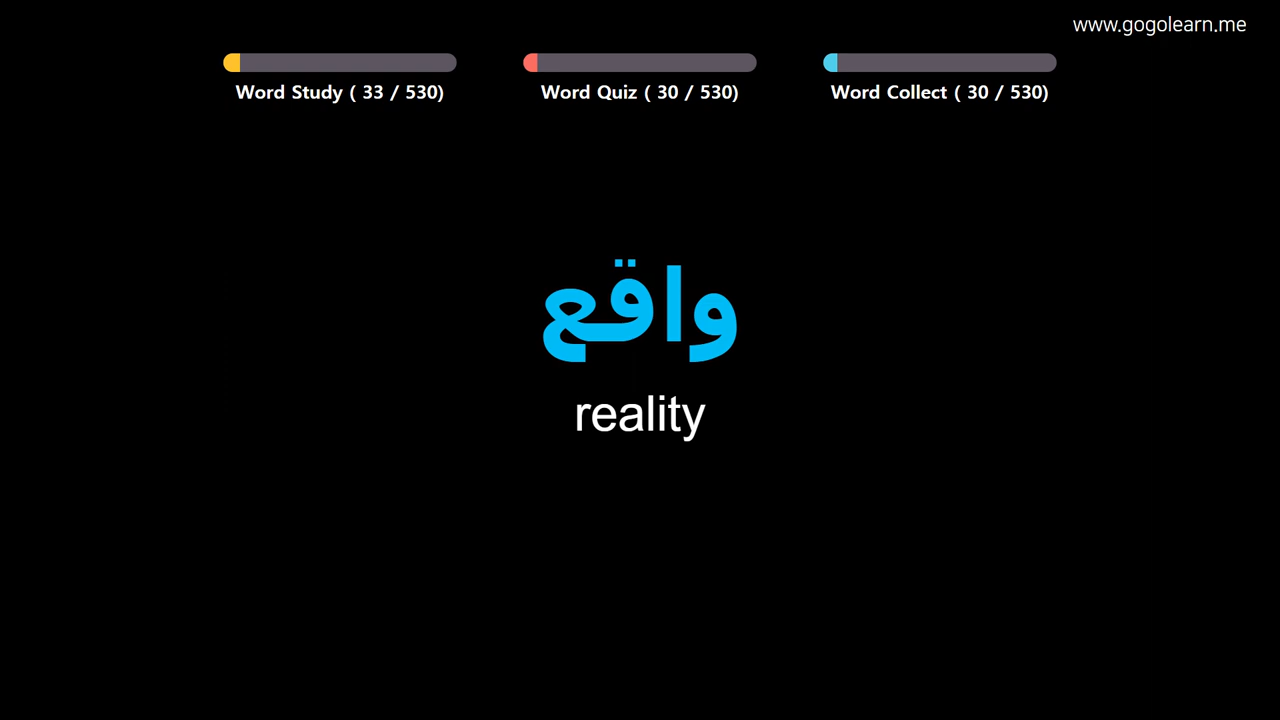 www.gogolearn.me
Word Study ( 33 / 530)
Word Quiz ( 30 / 530)
Word Collect ( 30 / 530)
واقع
reality